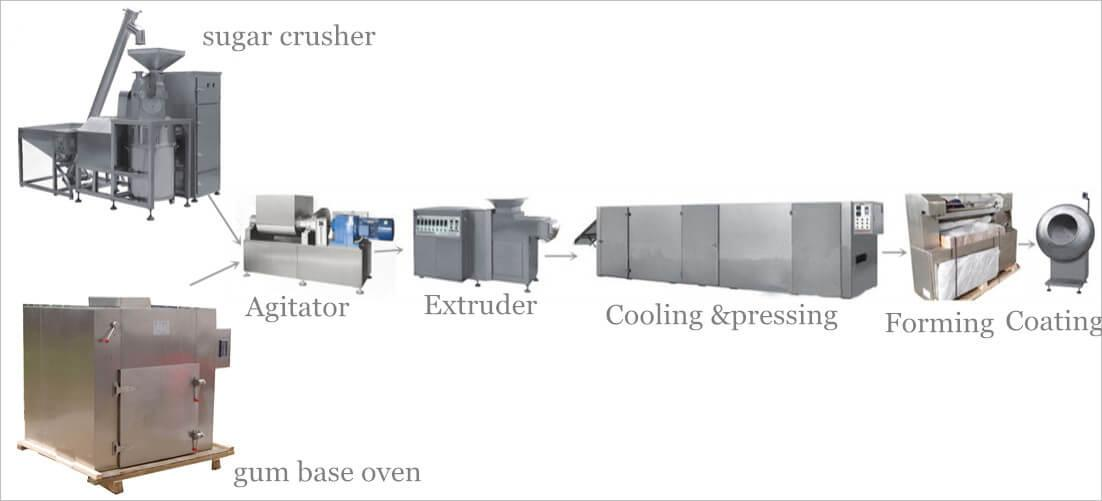 sugar crusher
Agitator
Extruder
Cooling &pressing
Forming
Coating
gum base oven